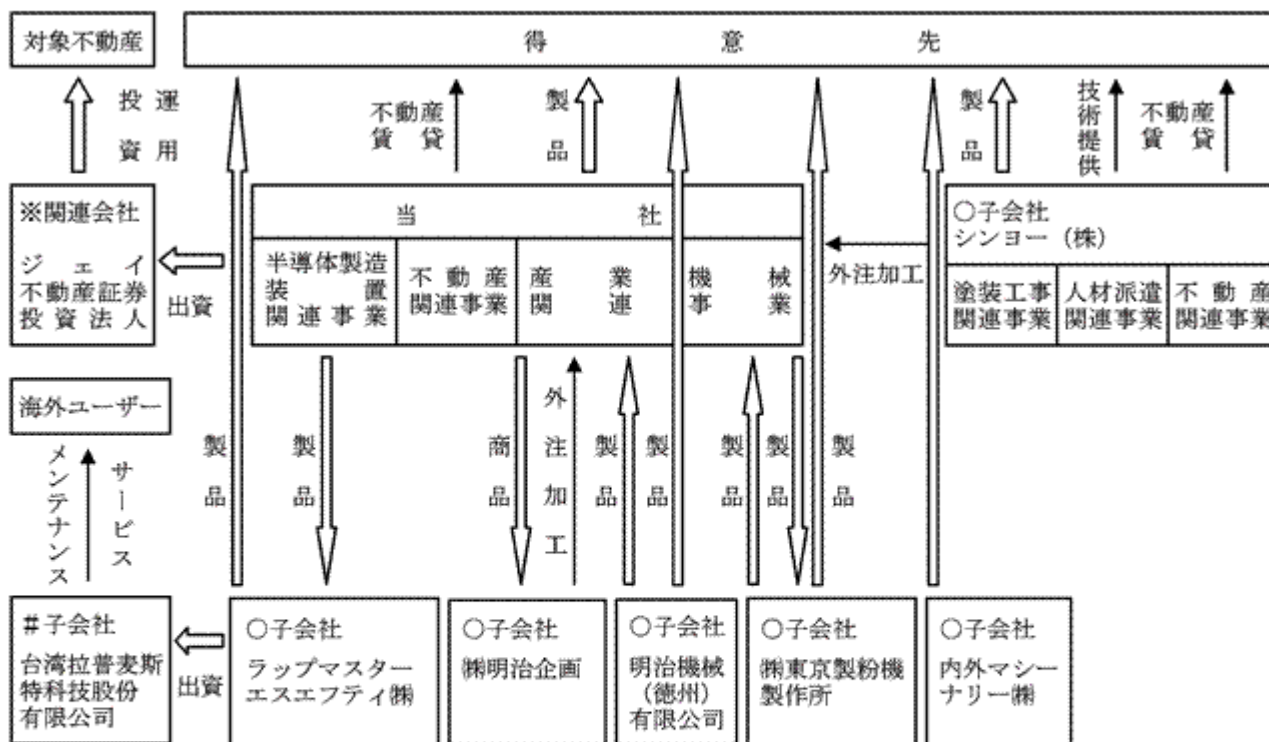 対象不動産
得意先
投資
運用
不動産
賃貸
製品
製品
技術提供
不動産
賃貸
※関連会社
ジェイ
不動産証券
投資法人
出資
当社
半導体製造
装置
関連事業
不動産
関連事業
産業機械
関連事業
外注加工
○子会社
シンヨー(株)
塗装工事
関連事業
人材派遣
関連事業
不動産
関連事業
海外ユーザー
メンテナンス
サービス
製品
製品
商品
外注加工
製品
製品
製品
製品
製品
#子会社
台湾拉普麦斯
特科技股份
有限公司
出資
○子会社
ラップマスター
エスエフティ㈱
○子会社
㈱明治企画
○子会社
明治機械
(徳州)
有限公司
○子会社
㈱東京製粉機
製作所
○子会社
内外マシー
ナリー㈱